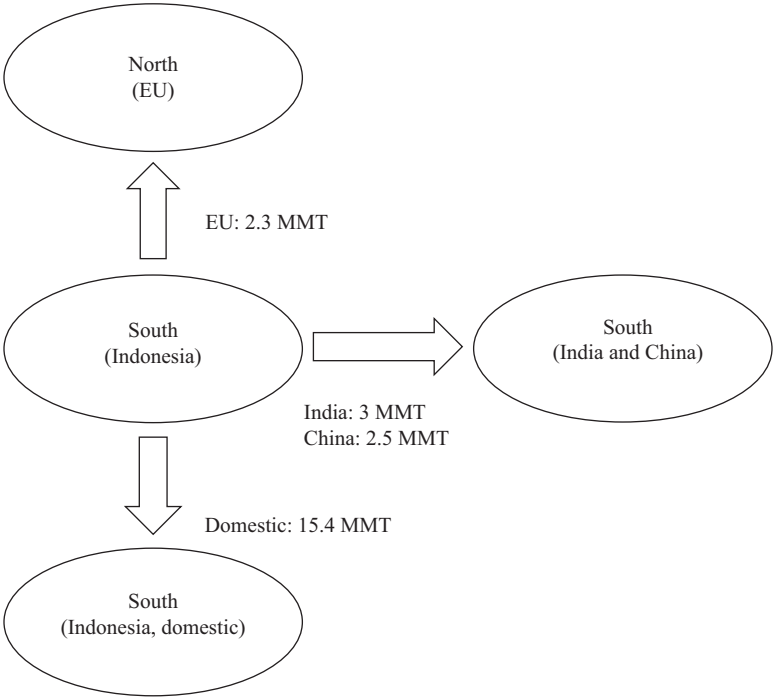 North
(EU)
EU: 2.3 MMT
South
(Indonesia)
South
(India and China)
India: 3 MMT
China: 2.5 MMT
Domestic: 15.4 MMT
South
(Indonesia, domestic)